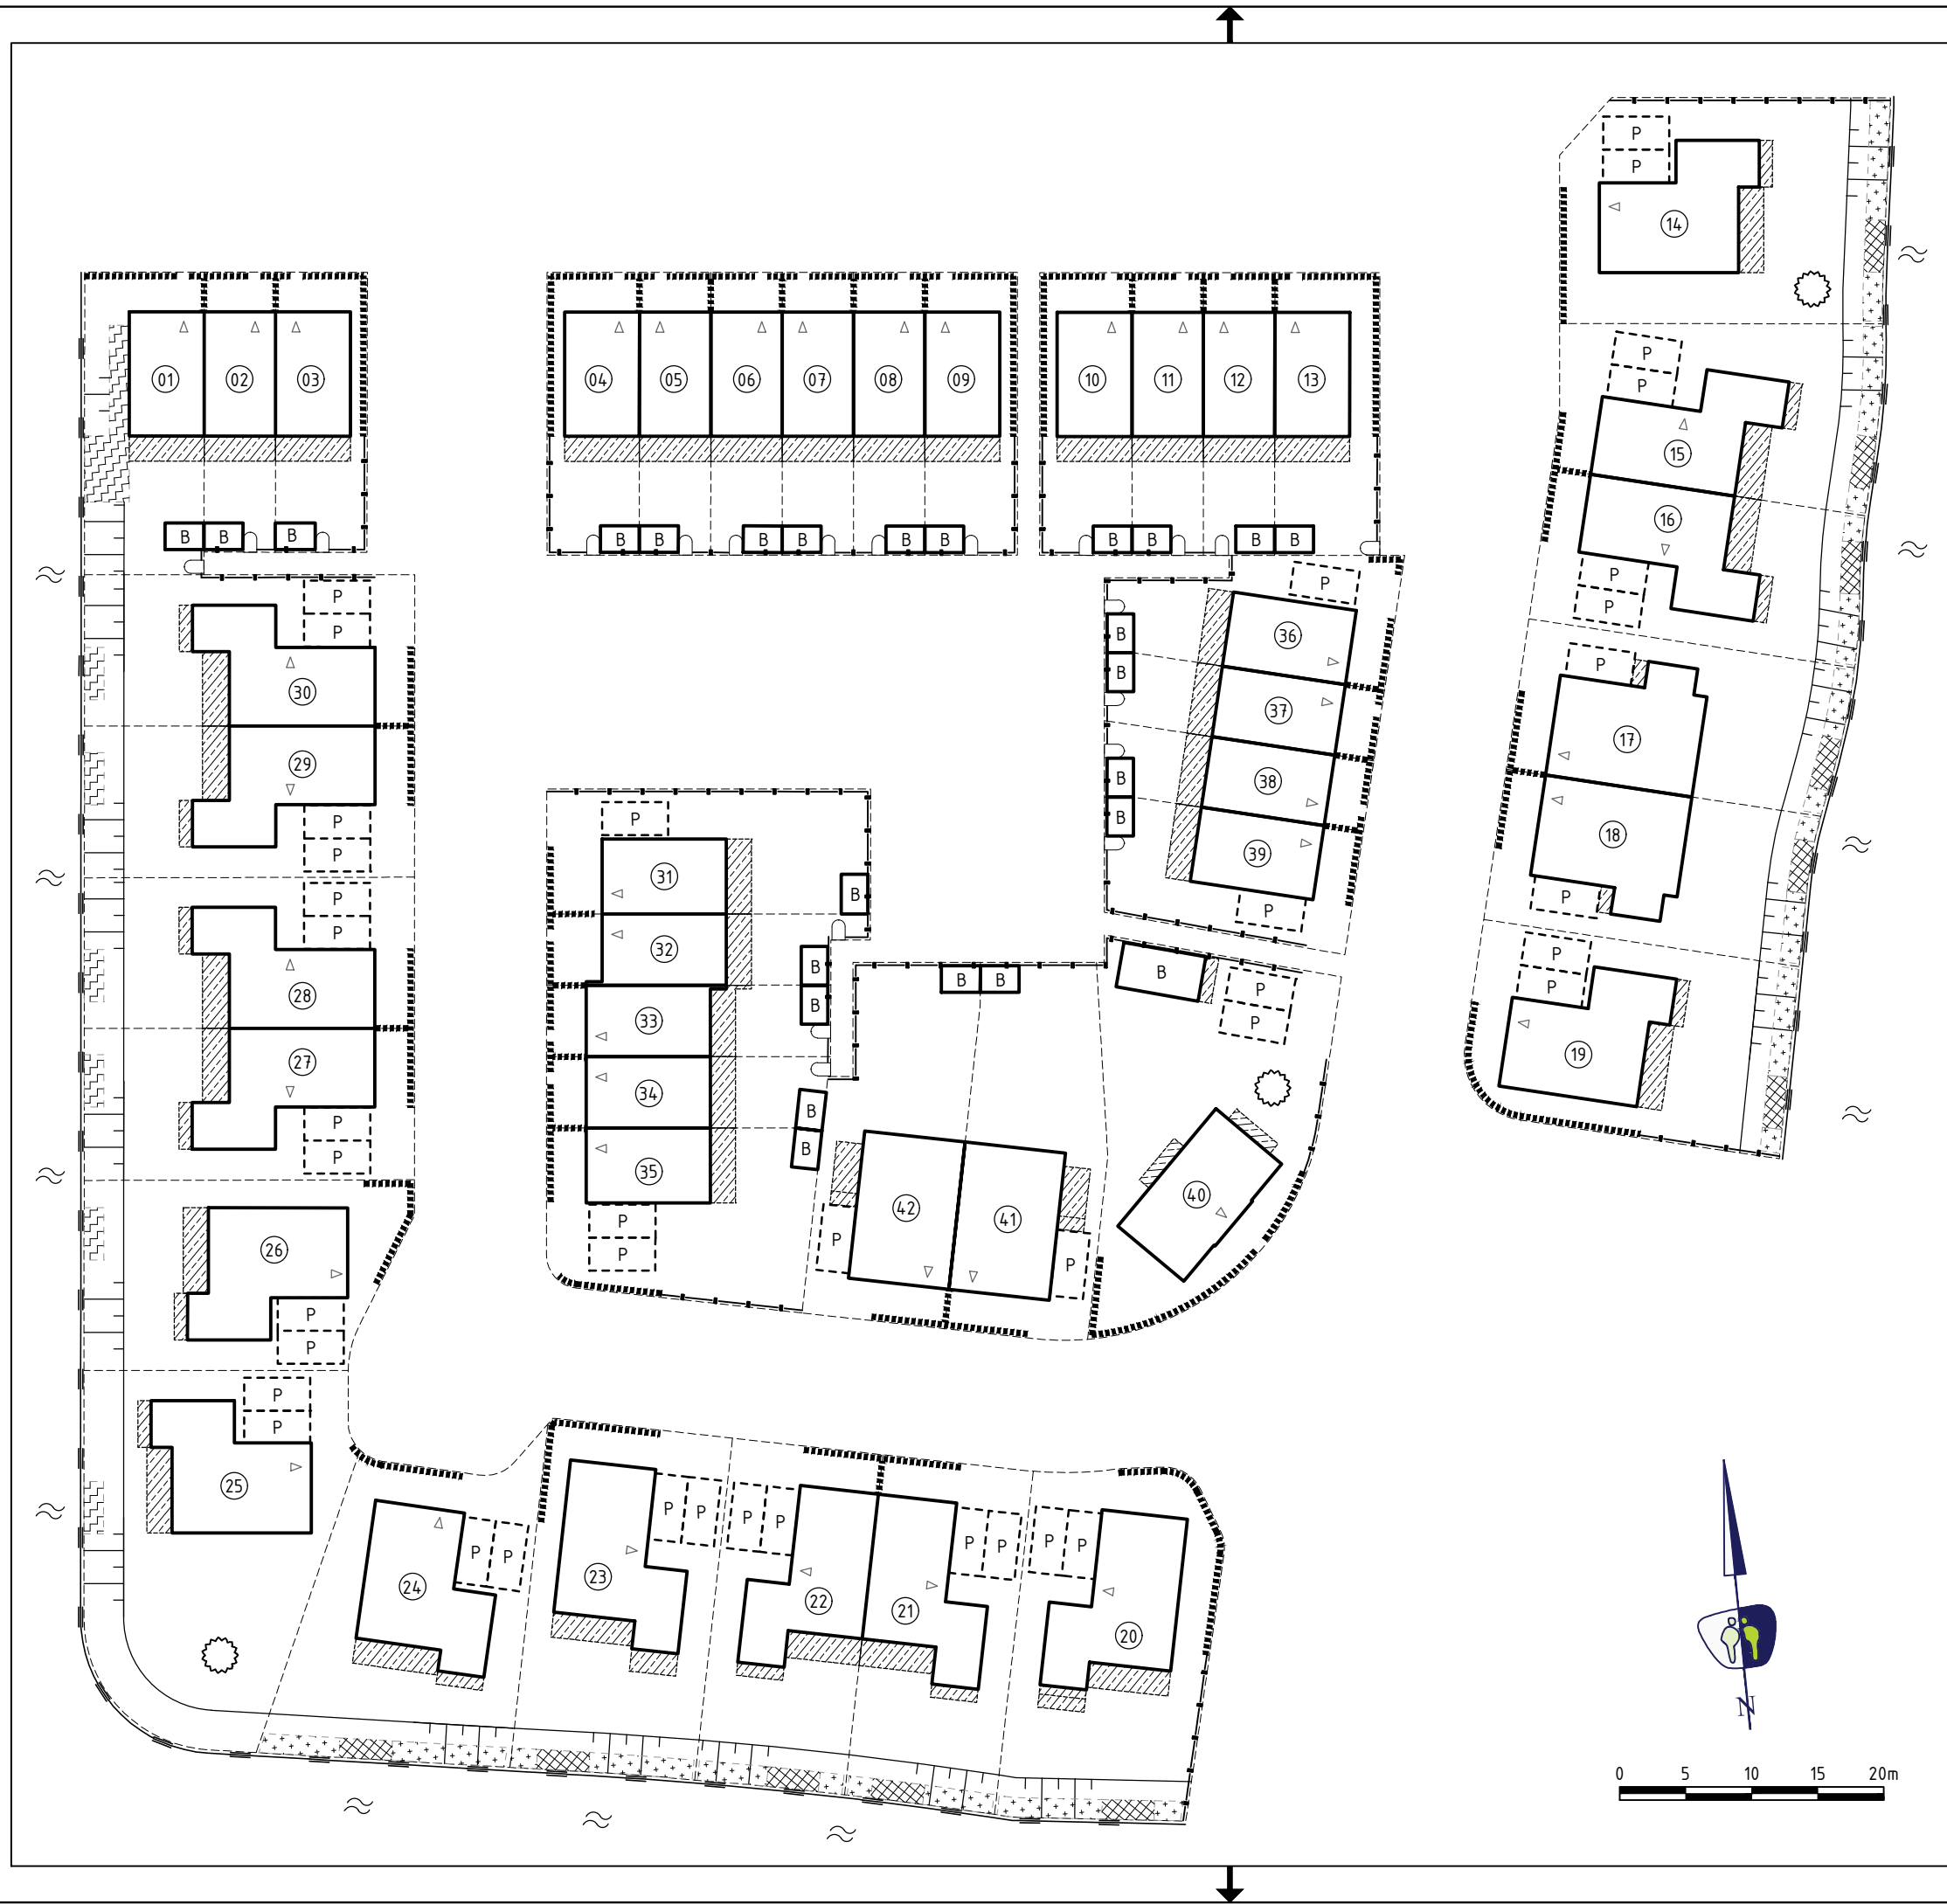 P
P
14
P
P
01 02 03 04 05 06 07 08 09 10 11 12 13
15
16
B B B B B B B B B B B B B
P P P
P P P
B 36
30 B P
37 17
29 B 38
P P B 18
P 31 39
P B P P
P 32 P
28 B B B B P
B 33 P P
27 19
34 B
P B
P 35 42 41 40
26 P P P
P
P
P
P
25 P P P P
24 P P 23 22 21 P P P P 20
N
0 5 10 15 20m